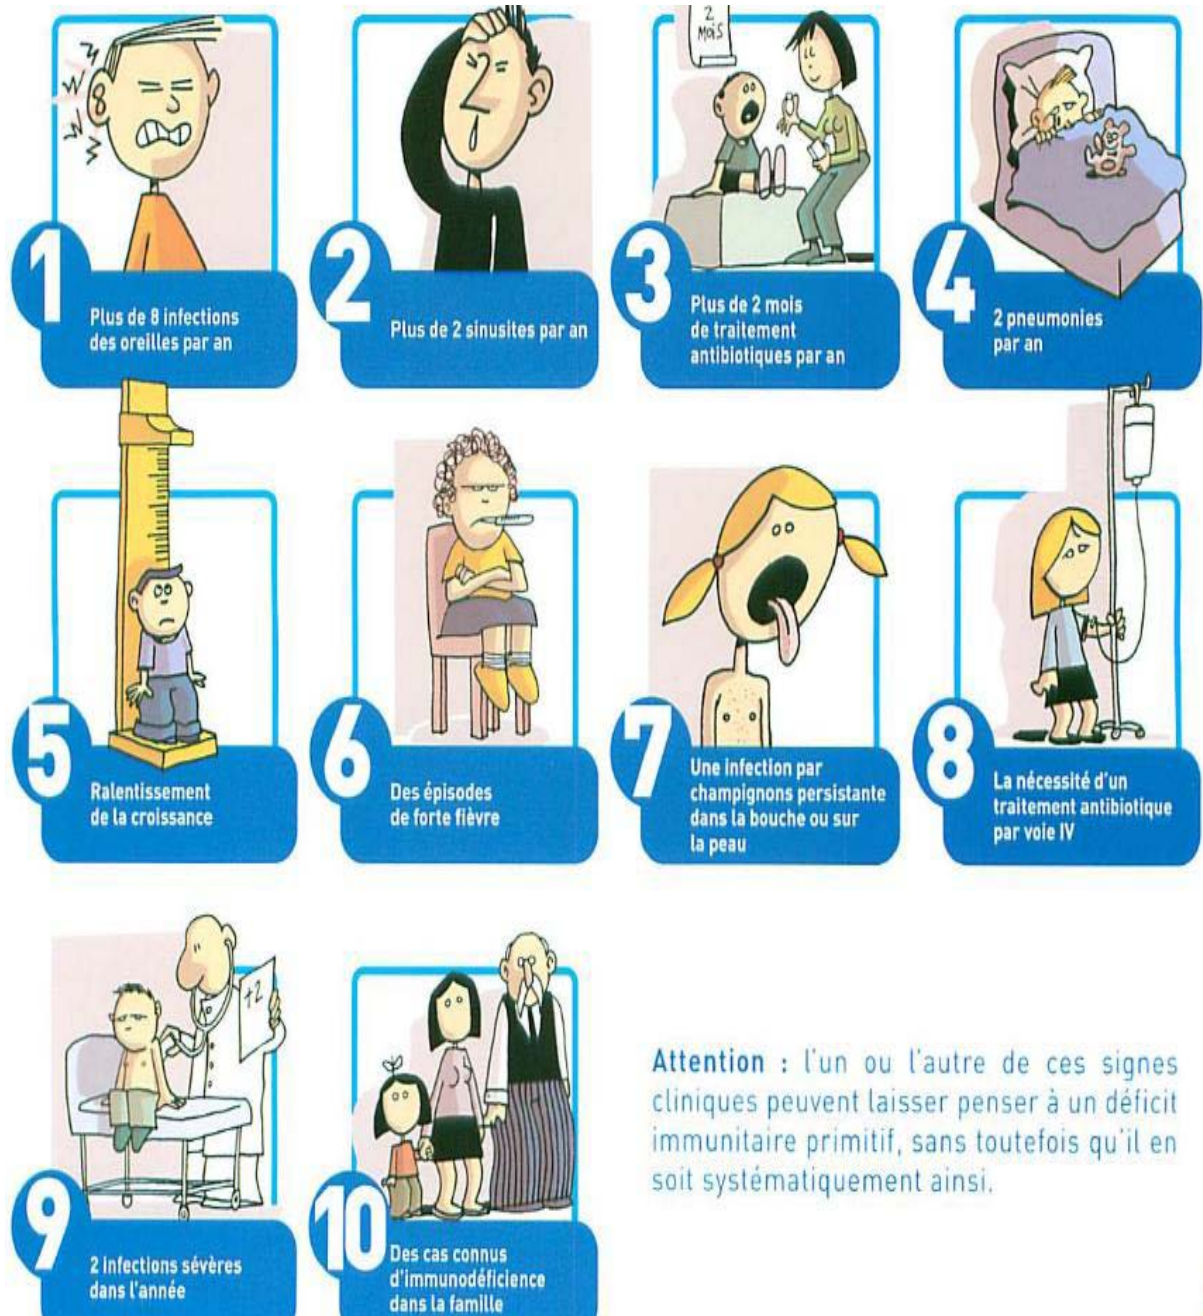 2
MOIS
1
Plus de 8 infections
des oreilles par an
2
Plus de 2 sinusites par an
3
Plus de 2 mois
de traitement
antibiotiques par an
4
2 pneumonies
par an
5
Ralentissement
de la croissance
6
Des épisodes
de forte fièvre
7
Une infection par
champignons persistante
dans la bouche ou sur
la peau
8
La nécessité d'un
traitement antibiotique
par voie IV
+2
9
2 infections sévères
dans l'année
10
Des cas connus
d'immunodéficience
dans la famille
Attention : l'un ou l'autre de ces signes
cliniques peuvent laisser penser à un déficit
immunitaire primitif, sans toutefois qu'il en
soit systématiquement ainsi.